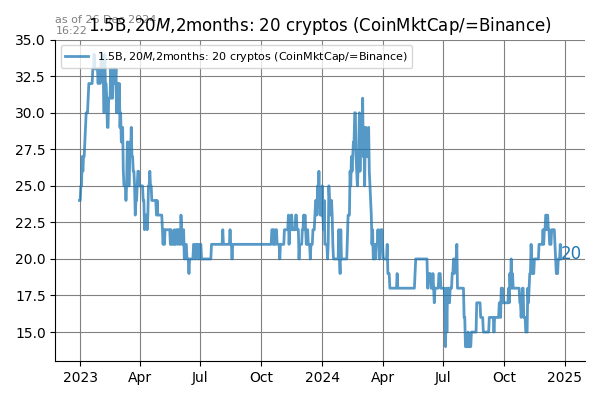 as of 25 Dec 2024
16:22
1.5B,20M,2months: 20 cryptos (CoinMktCap/=Binance)
1.5B,20M,2months: 20 cryptos (CoinMktCap/=Binance)
35.0
32.5
30.0
27.5
25.0
22.5
20.0
17.5
15.0
20
2023 Apr Jul Oct 2024 Apr Jul Oct 2025